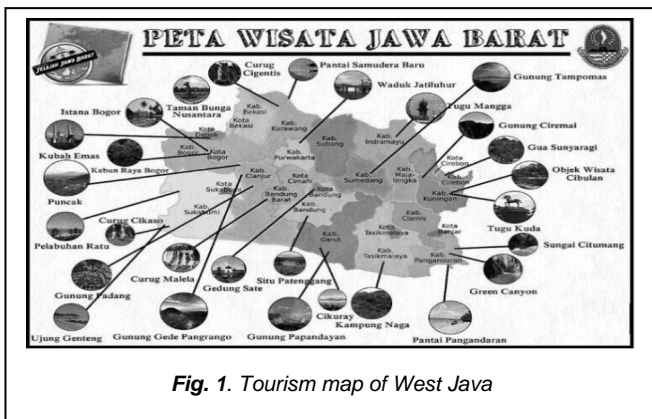 PETA WISATA JAWA BARAT
JELAJAH JAWA BARAT
Curug Cigentis
Pantai Samudera Baru
Waduk Jatiluhur
Gunung Tampomas
Istana Bogor
Taman Bunga Nusantara
Tugu Mangga
Gunung Ciremai
Kab. Bekasi
Kota Bekasi
Kab. Karawang
Kab. Subang
Kab. Indramayu
Kota Depok
Kab. Bogor
Kota Bogor
Kab. Purwakarta
Kota Cirebon
Kab. Cirebon
Gua Sunyaragi
Kubah Emas
Kebun Raya Bogor
Kab. Cianjur
Kota Cimahi
Kab. Sumedang
Kab. Maja-lengka
Objek Wisata Cibulan
Puncak
Kota Sukabumi
Kab. Bandung Barat
Kota Bandung
Kab. Kuningan
Curug Cikaso
Kab. Sukabumi
Kab. Bandung
Kab. Ciamis
Tugu Kuda
Pelabuhan Ratu
Kab. Garut
Kota Tasikmalaya
Kota Banjar
Sungai Citumang
Gunung Padang
Curug Malela
Gedung Sate
Situ Patenggang
Kab. Tasikmalaya
Kab. Pangandaran
Green Canyon
Ujung Genteng
Gunung Gede Pangrango
Gunung Papandayan
Cikuray
Kampung Naga
Pantai Pangandaran
Fig. 1. Tourism map of West Java